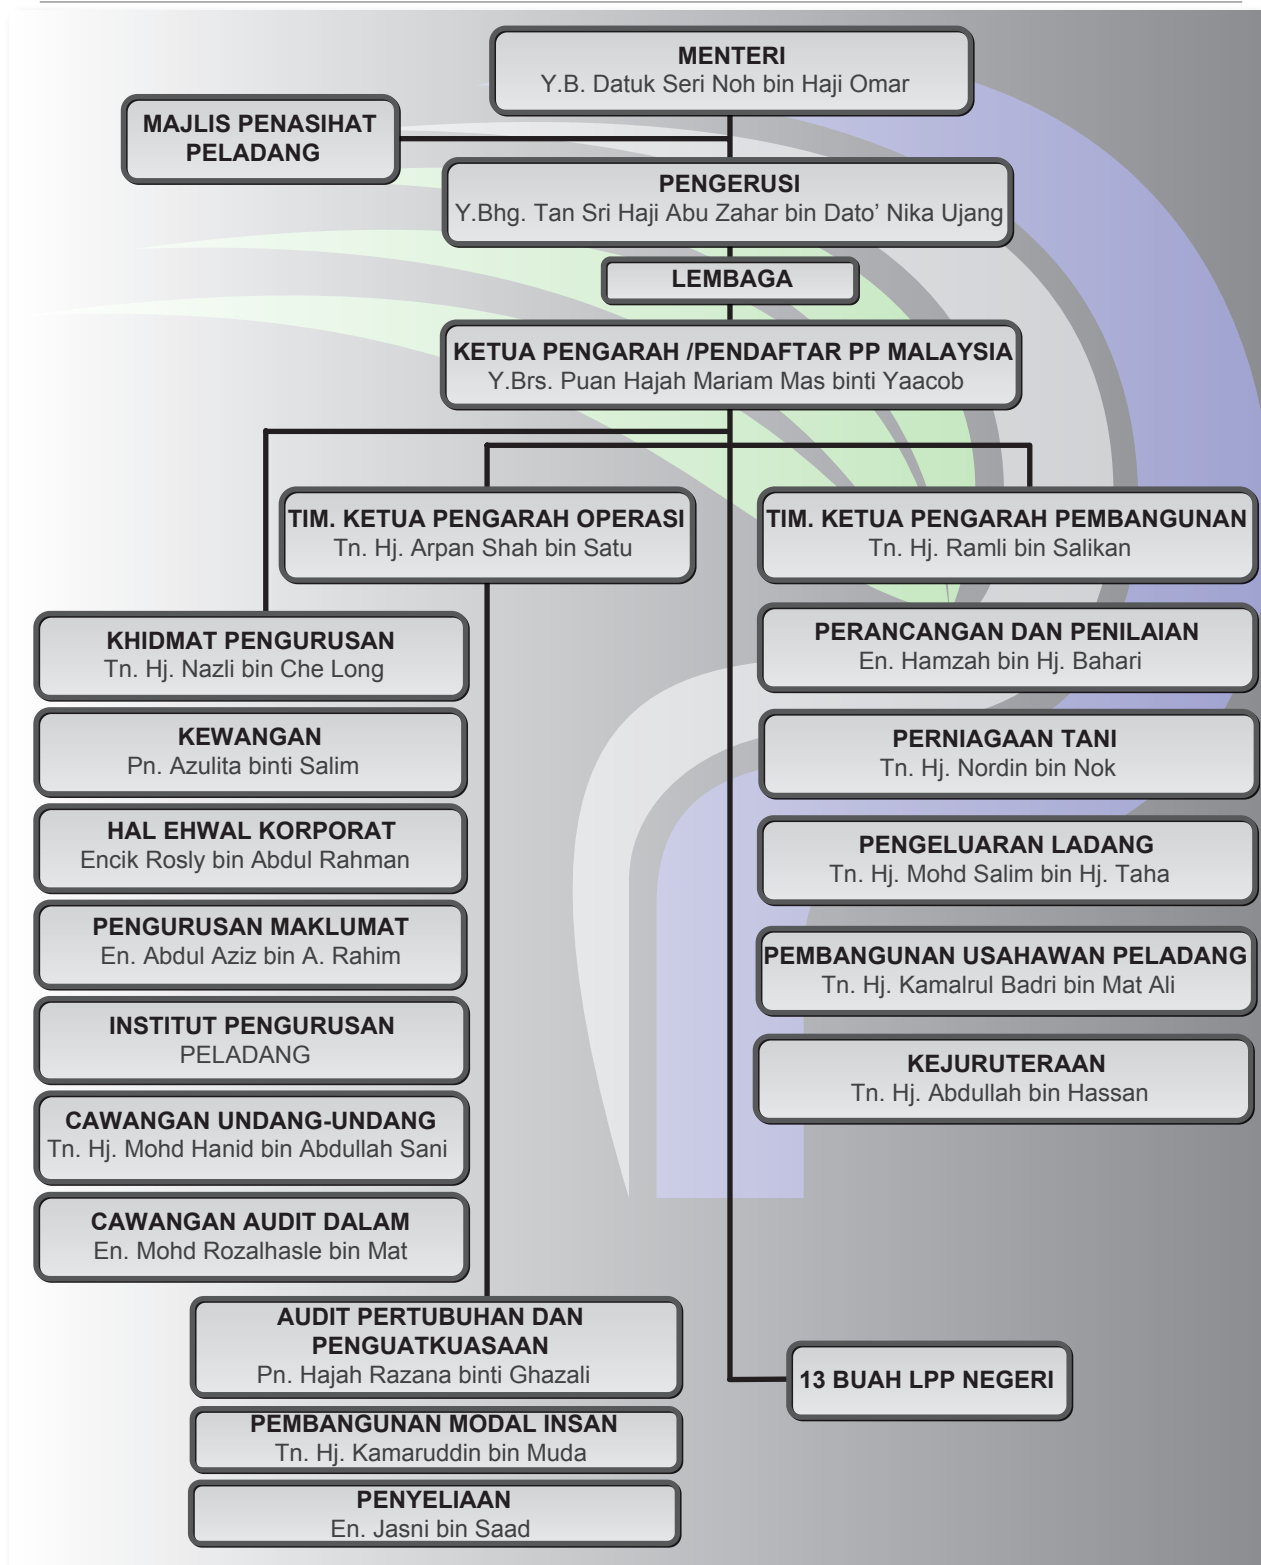 MENTERI
Y.B. Datuk Seri Noh bin Haji Omar
MAJLIS PENASIHAT
PELADANG
PENGERUSI
Y.Bhg. Tan Sri Haji Abu Zahar bin Dato’ Nika Ujang
LEMBAGA
KETUA PENGARAH /PENDAFTAR PP MALAYSIA
Y.Brs. Puan Hajah Mariam Mas binti Yaacob
TIM. KETUA PENGARAH OPERASI
Tn. Hj. Arpan Shah bin Satu
TIM. KETUA PENGARAH PEMBANGUNAN
Tn. Hj. Ramli bin Salikan
KHIDMAT PENGURUSAN
Tn. Hj. Nazli bin Che Long
KEWANGAN
Pn. Azulita binti Salim
HAL EHWAL KORPORAT
Encik Rosly bin Abdul Rahman
PENGURUSAN MAKLUMAT
En. Abdul Aziz bin A. Rahim
INSTITUT PENGURUSAN
PELADANG
CAWANGAN UNDANG-UNDANG
Tn. Hj. Mohd Hanid bin Abdullah Sani
CAWANGAN AUDIT DALAM
En. Mohd Rozalhasle bin Mat
PERANCANGAN DAN PENILAIAN
En. Hamzah bin Hj. Bahari
PERNIAGAAN TANI
Tn. Hj. Nordin bin Nok
PENGELUARAN LADANG
Tn. Hj. Mohd Salim bin Hj. Taha
PEMBANGUNAN USAHAWAN PELADANG
Tn. Hj. Kamalrul Badri bin Mat Ali
KEJURUTERAAN
Tn. Hj. Abdullah bin Hassan
AUDIT PERTUBUHAN DAN
PENGUATKUASAAN
Pn. Hajah Razana binti Ghazali
PEMBANGUNAN MODAL INSAN
Tn. Hj. Kamaruddin bin Muda
PENYELIAAN
En. Jasni bin Saad
13 BUAH LPP NEGERI